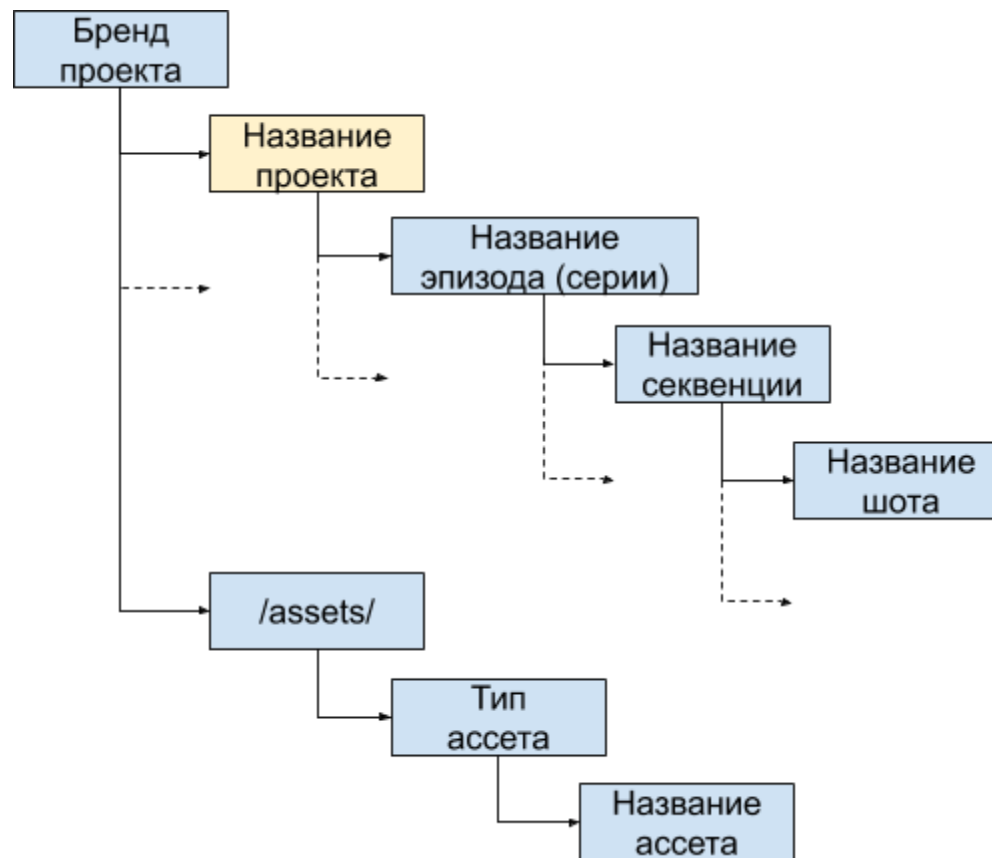 Бренд
проекта
Название
проекта
Название
эпизода (серии)
Название
секвенции
Название
шота
/assets/
Тип
ассета
Название
ассета